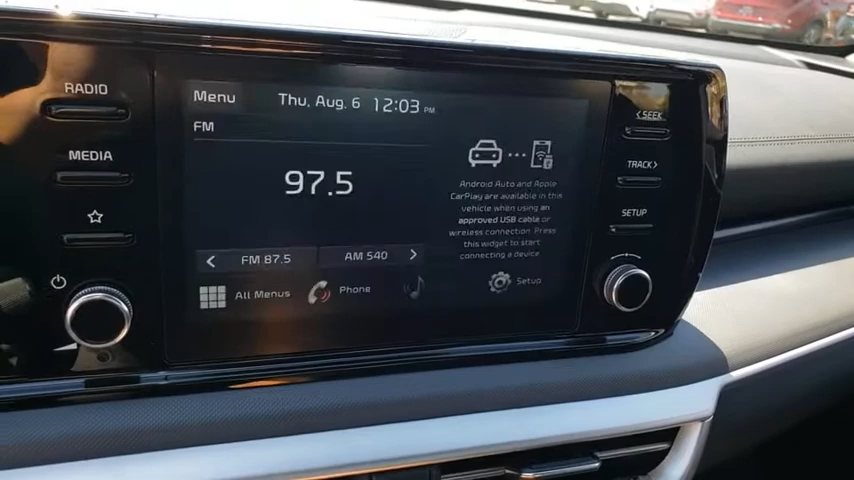 RADIO
MEDIA
Menu
Thu., Aug. 6 12:03 PM
FM
97.5
FM 87.5
AM 540
All Menus
Phone
Android Auto and Apple
CarPlay are available in this
vehicle when using an
approved USB cable or
wireless connection. Press
this widget to start
connecting a device.
Setup
< SEEK
TRACK >
SETUP